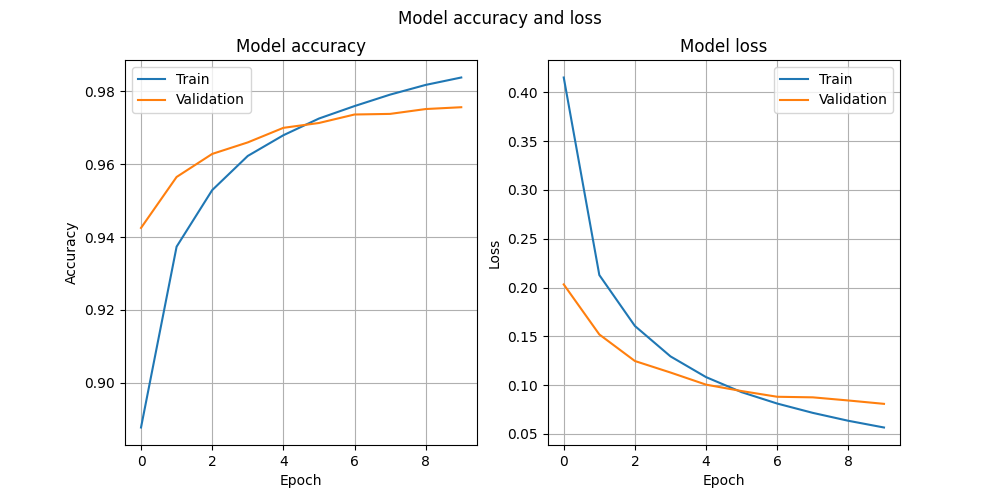 Model accuracy and loss
Model accuracy
Train
Validation
0.98
0.96
0.94
0.92
0.90
Accuracy
0 2 4 6 8
Epoch
Model loss
Train
Validation
0.40
0.35
0.30
0.25
0.20
0.15
0.10
0.05
Loss
0 2 4 6 8
Epoch